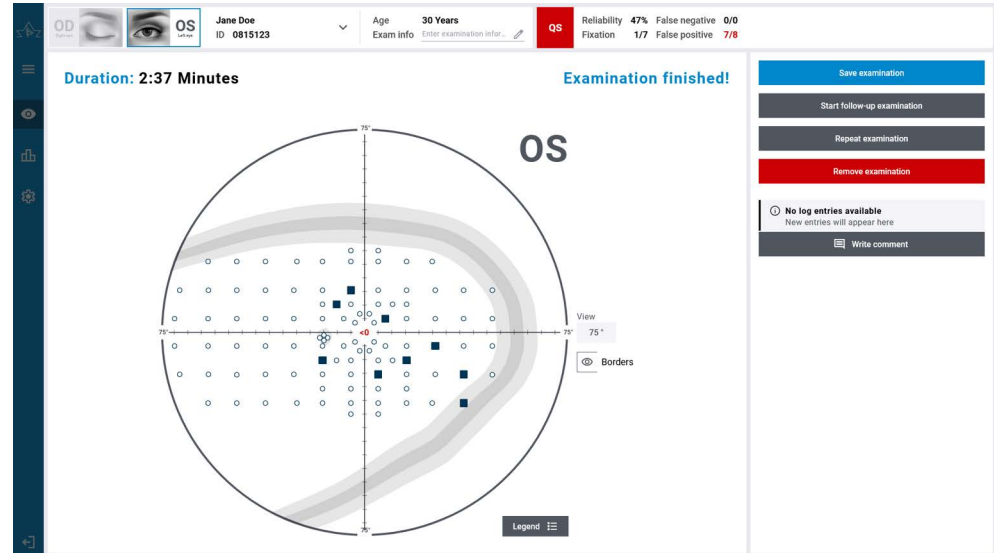 OD
OS
Left eye
Jane Doe
ID 0815123
Age 30 Years
Exam info Enter examination infor...
QS
Reliability 47% False negative 0/0
Fixation 1/7 False positive 7/8
Duration: 2:37 Minutes
Examination finished!
OS
75°
75°
<0
75°
75°
View
75 °
Borders
Legend
Save examination
Start follow-up examination
Repeat examination
Remove examination
No log entries available
New entries will appear here
Write comment